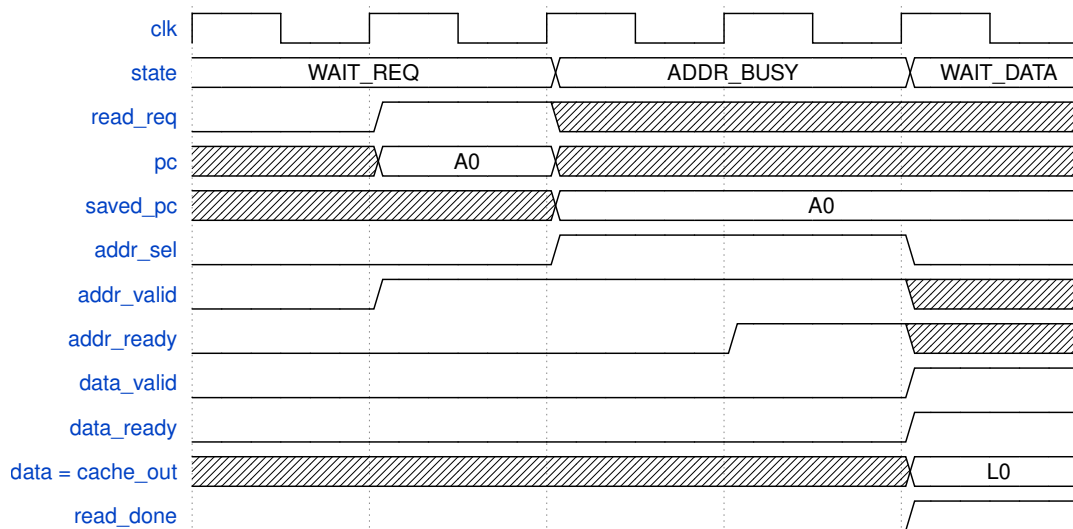 clk
state WAIT_REQ ADDR_BUSY WAIT_DATA
read_req
pc A0
saved_pc A0
addr_sel
addr_valid
addr_ready
data_valid
data_ready
data = cache_out L0
read_done